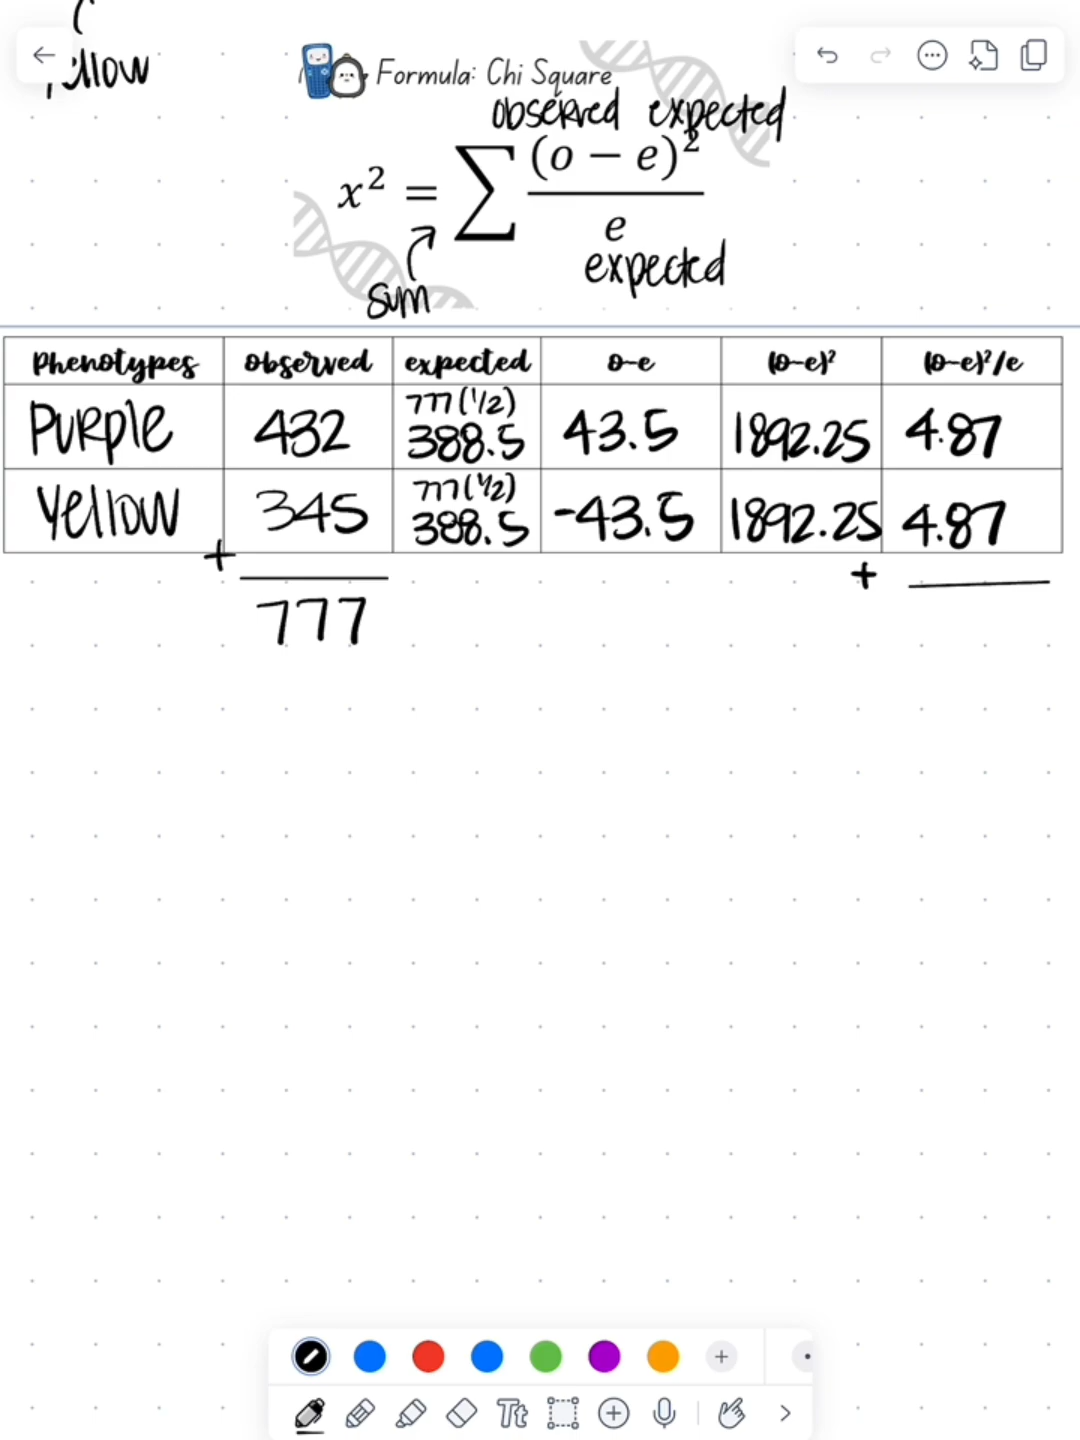 yellow
Formula: Chi Square
observed expected
x² = ∑ (o − e)² / e
expected
sum
Phenotypes observed expected o-e (o-e)² (o-e)²/e
Purple 432 777(1/2) 388.5 43.5 1892.25 4.87
Yellow 345 777(1/2) 388.5 -43.5 1892.25 4.87
+ +
777
Tt